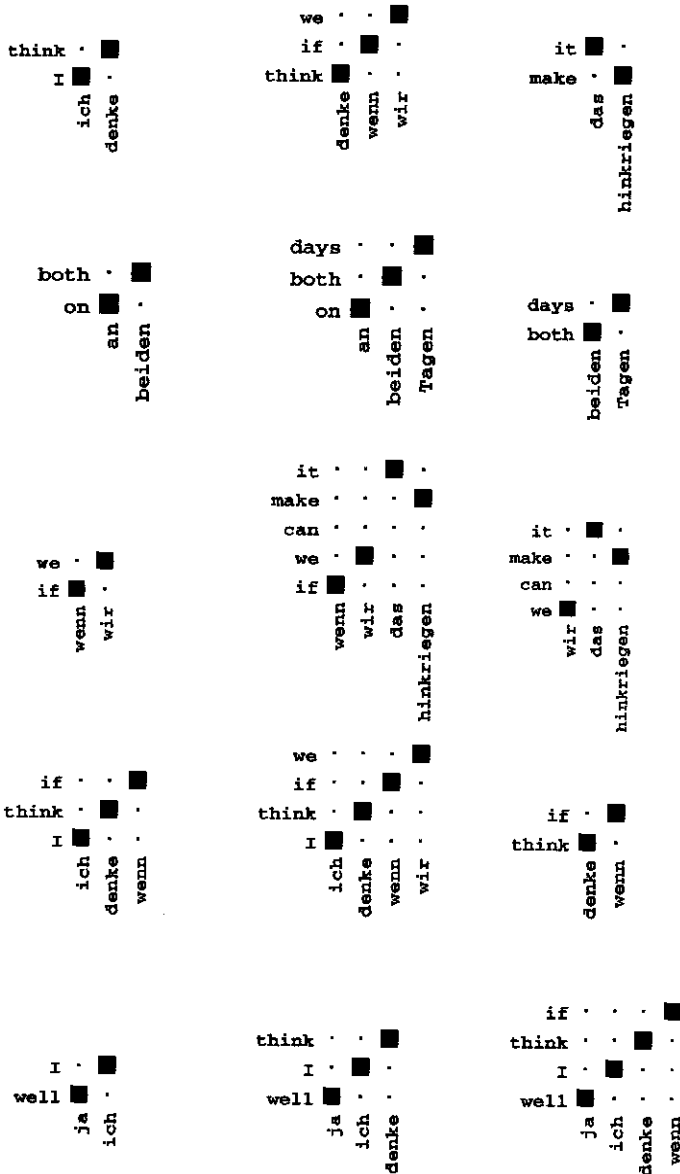 think
I
ich
denke
we
if
think
denke
wenn
wir
it
make
das
hinkriegen
both
on
an
beiden
days
both
on
an
beiden
Tagen
days
both
beiden
Tagen
we
if
wenn
wir
it
make
can
we
if
wenn
wir
das
hinkriegen
it
make
can
we
wir
das
hinkriegen
if
think
I
ich
denke
wenn
we
if
think
I
ich
denke
wenn
wir
if
think
denke
wenn
I
well
ja
ich
think
I
well
ja
ich
denke
if
think
I
well
ja
ich
denke
wenn